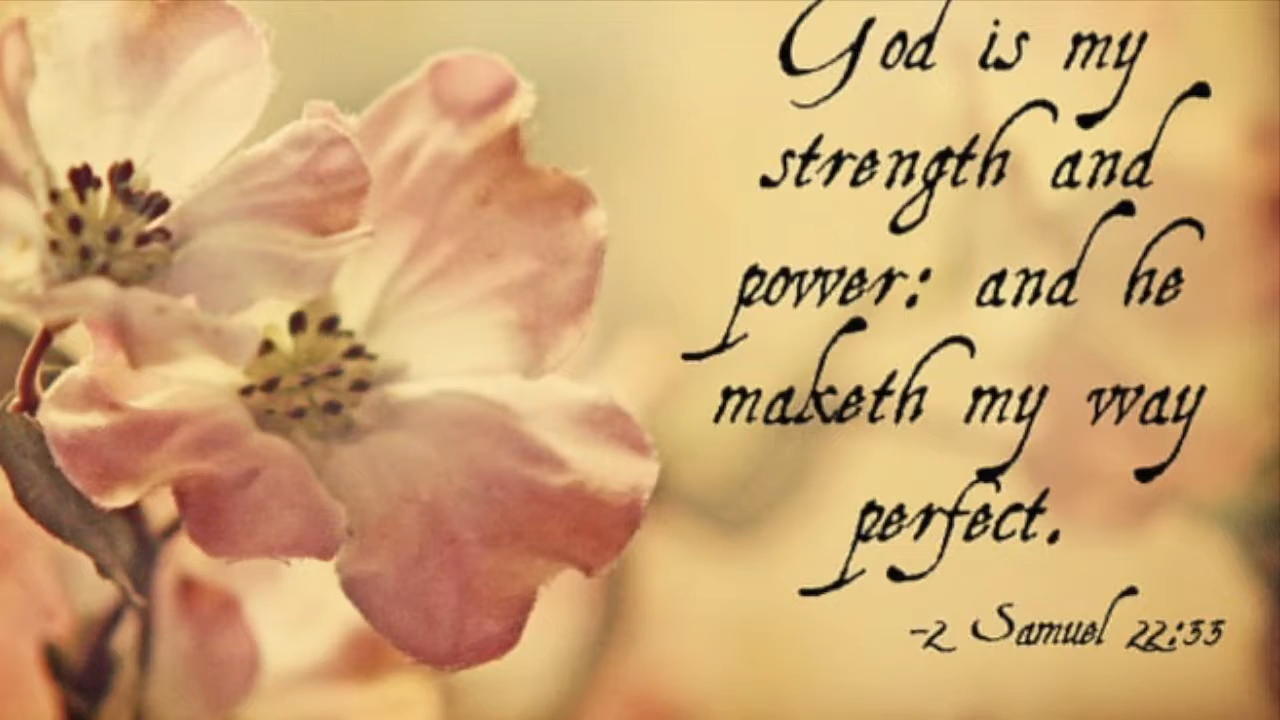 God is my
strength and
power: and he
maketh my way
perfect.
-2 Samuel 22:33